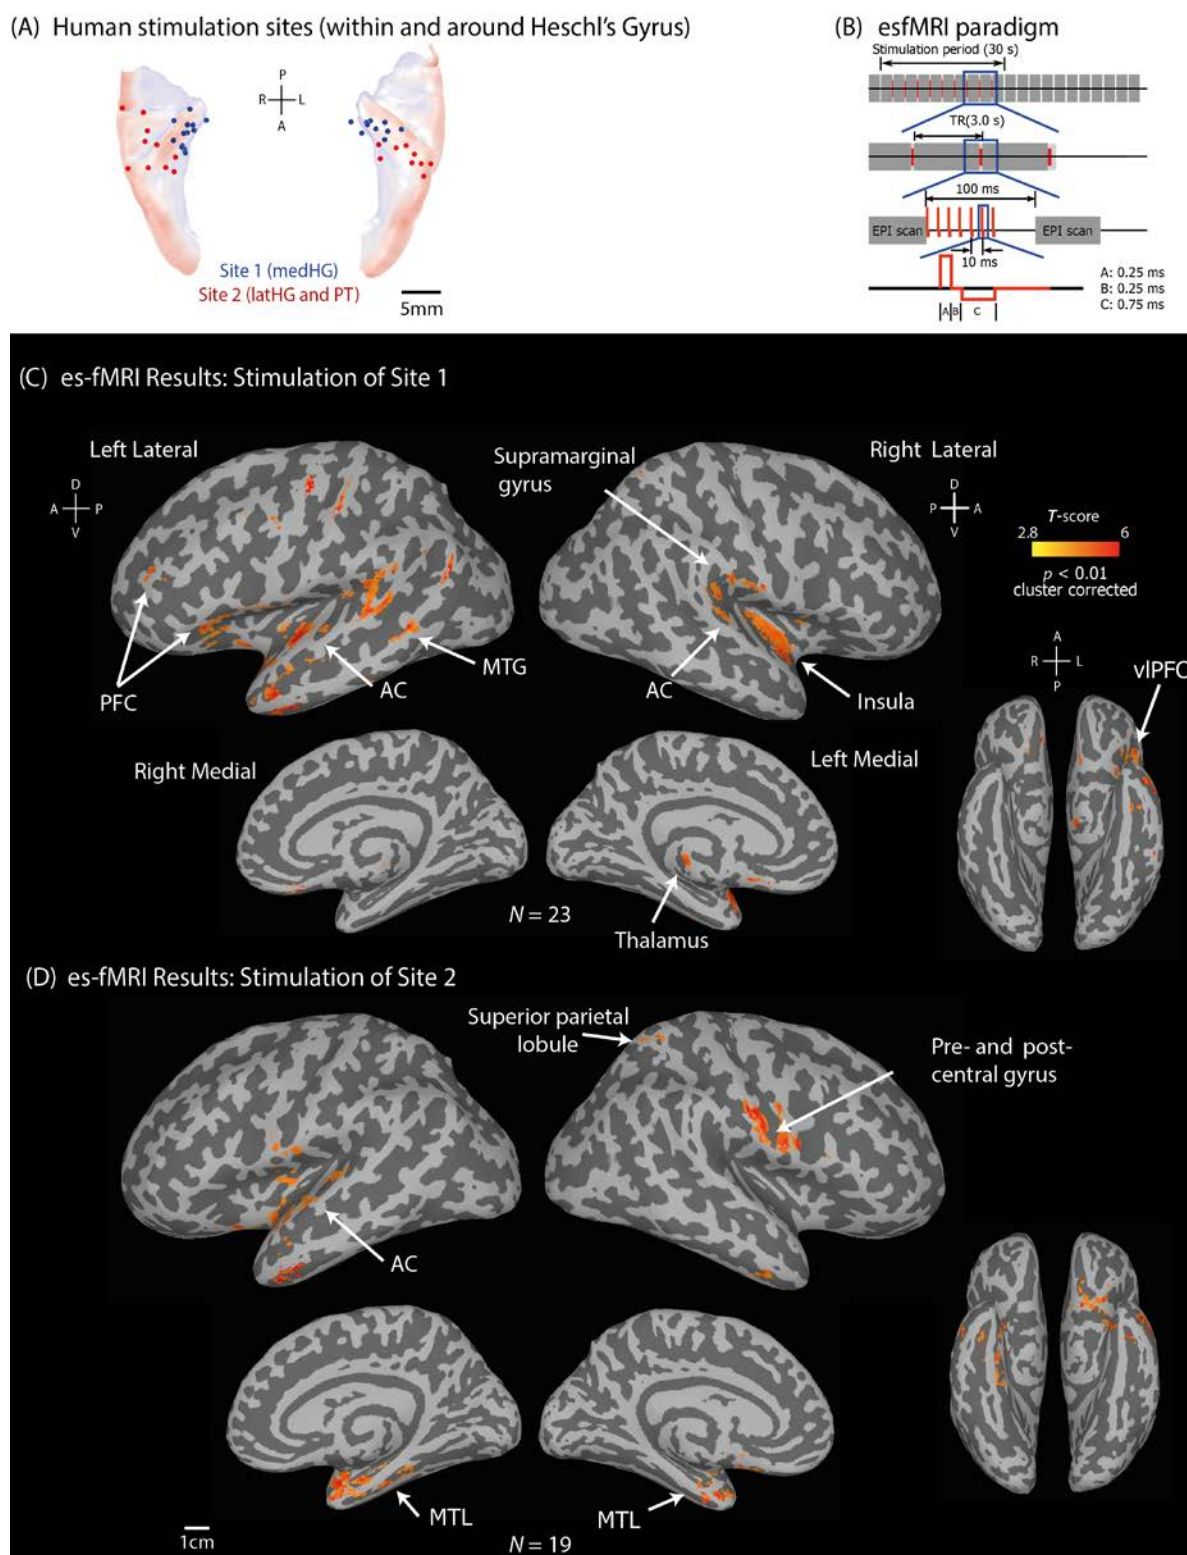 (A) Human stimulation sites (within and around Heschl's Gyrus)
P
R
L
A
Site 1 (medHG)
Site 2 (latHG and PT)
5mm
(B) esfMRI paradigm
Stimulation period (30 s)
TR(3.0 s)
100 ms
EPI scan
EPI scan
10 ms
A
B
C
A: 0.25 ms
B: 0.25 ms
C: 0.75 ms
(C) es-fMRI Results: Stimulation of Site 1
Left Lateral
D
A
P
V
PFC
AC
MTG
Supramarginal
gyrus
Right Lateral
D
P
A
V
AC
Insula
T-score
2.8
6
p < 0.01
cluster corrected
A
R
L
P
vlPFC
Right Medial
Left Medial
N = 23
Thalamus
(D) es-fMRI Results: Stimulation of Site 2
Superior parietal
lobule
Pre- and post-
central gyrus
AC
MTL
MTL
1cm
N = 19